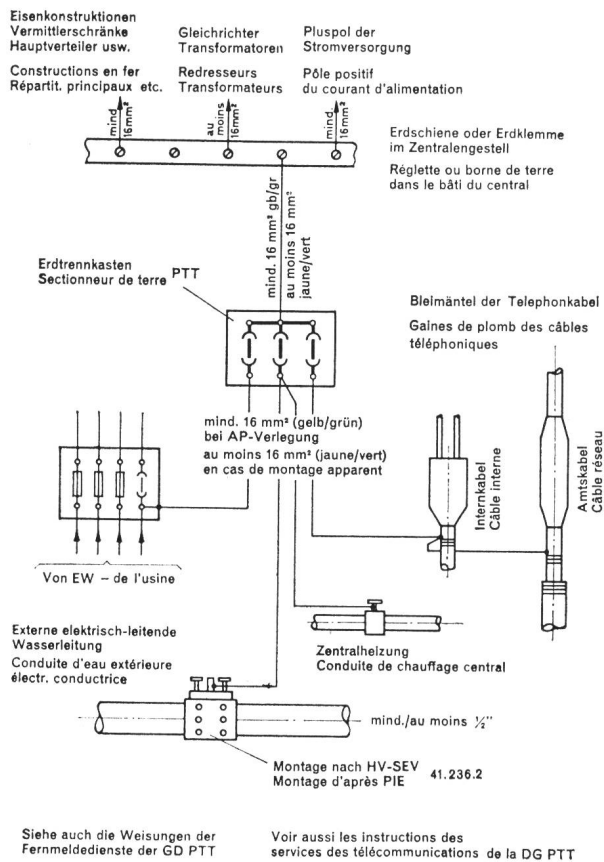 Eisenkonstruktionen
Vermittlerschränke
Hauptverteiler usw.
Constructions en fer
Répartit. principaux etc.
Gleichrichter
Transformatoren
Redresseurs
Transformateurs
Pluspol der
Stromversorgung
Pôle positif
du courant d'alimentation
mind.
16mm²
au
moins
16mm²
mind.
16mm²
Erdschiene oder Erdklemme
im Zentralengestell
Réglette ou borne de terre
dans le bâti du central
mind. 16 mm² gb/gr
au moins 16 mm²
jaune/vert
Erdtrennkasten
Sectionneur de terre PTT
Bleimäntel der Telephonkabel
Gaines de plomb des câbles
téléphoniques
mind. 16 mm² (gelb/grün)
bei AP-Verlegung
au moins 16 mm² (jaune/vert)
en cas de montage apparent
Internkabel
Câble interne
Amtskabel
Câble réseau
Von EW – de l'usine
Externe elektrisch-leitende
Wasserleitung
Conduite d'eau extérieure
électr. conductrice
Zentralheizung
Conduite de chauffage central
mind./au moins ½"
Montage nach HV-SEV
Montage d'après PIE
41.236.2
Siehe auch die Weisungen der
Fernmeldedienste der GD PTT
Voir aussi les instructions des
services des télécommunications de la DG PTT